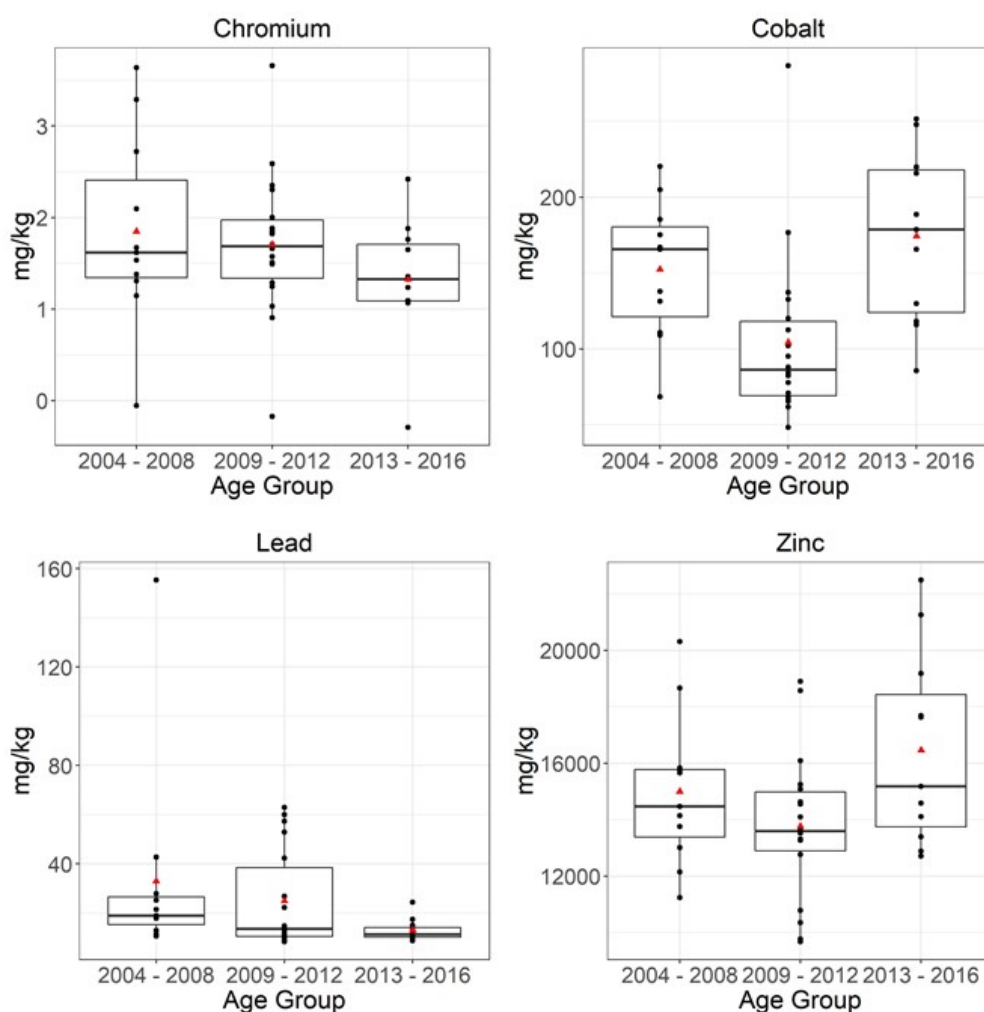 Chromium
mg/kg
3
2
1
0
2004 - 2008 2009 - 2012 2013 - 2016
Age Group
Cobalt
mg/kg
200
100
2004 - 2008 2009 - 2012 2013 - 2016
Age Group
Lead
mg/kg
160
120
80
40
2004 - 2008 2009 - 2012 2013 - 2016
Age Group
Zinc
mg/kg
20000
16000
12000
2004 - 2008 2009 - 2012 2013 - 2016
Age Group